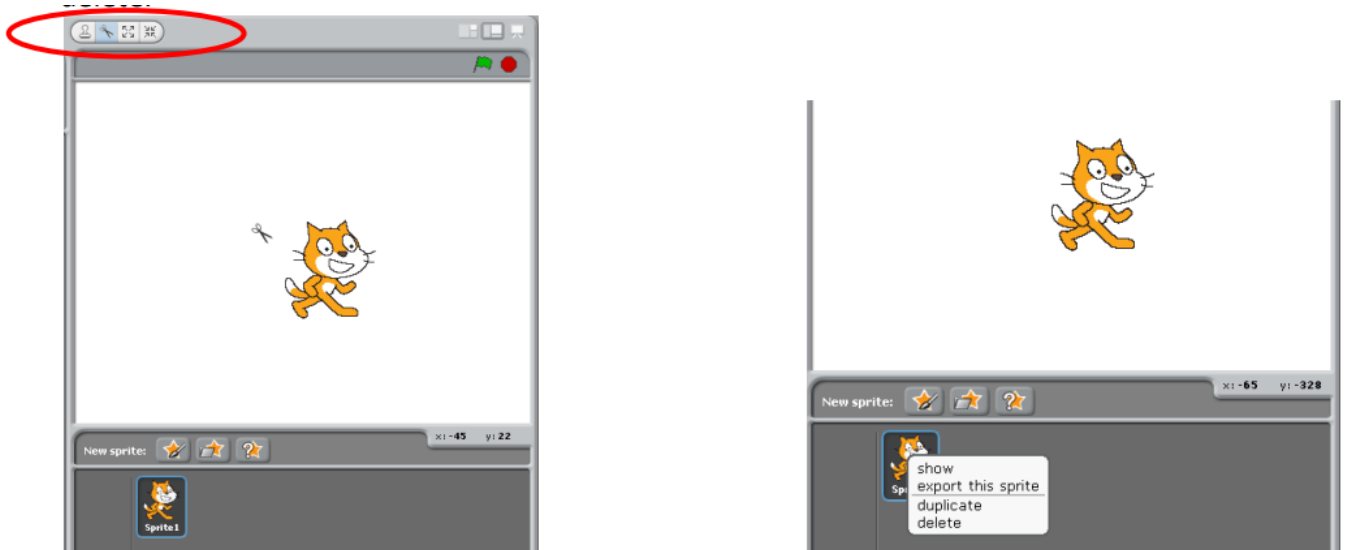 x: -45 y: 22
New sprite:
Sprite1
x: -65 y: -328
New sprite:
show
export this sprite
duplicate
delete